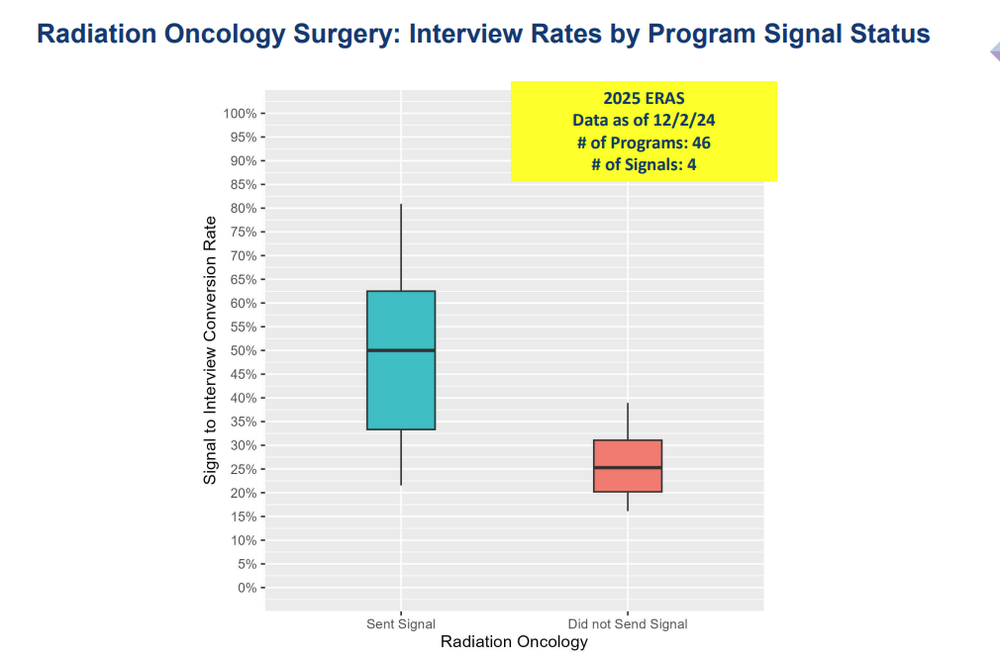 Radiation Oncology Surgery: Interview Rates by Program Signal Status
2025 ERAS
Data as of 12/2/24
# of Programs: 46
# of Signals: 4
Signal to Interview Conversion Rate
100%
95%
90%
85%
80%
75%
70%
65%
60%
55%
50%
45%
40%
35%
30%
25%
20%
15%
10%
5%
0%
Sent Signal
Did not Send Signal
Radiation Oncology